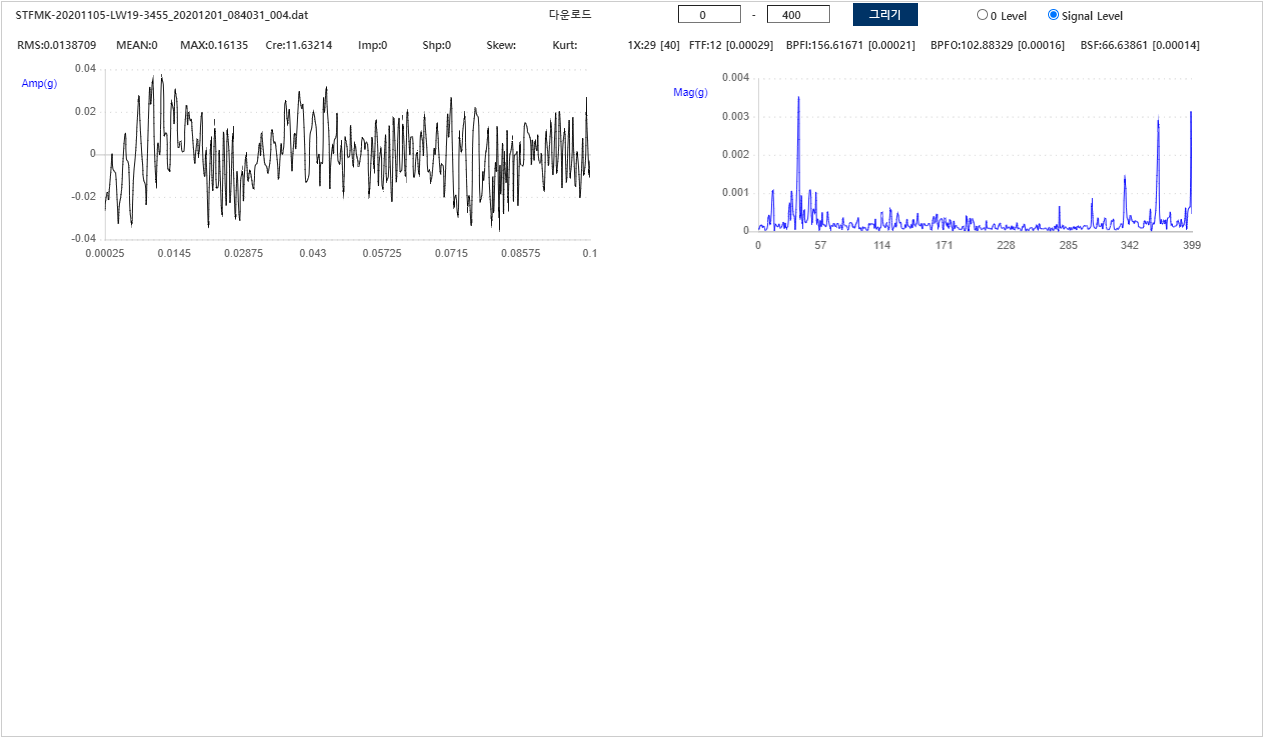 STFMK-20201105-LW19-3455_20201201_084031_004.dat 다운로드 0 - 400 그리기 0 Level Signal Level
RMS:0.0138709 MEAN:0 MAX:0.16135 Cre:11.63214 Imp:0 Shp:0 Skew: Kurt: 1X:29 [40] FTF:12 [0.00029] BPFI:156.61671 [0.00021] BPFO:102.88329 [0.00016] BSF:66.63861 [0.00014]
Amp(g)
0.04
0.02
0
-0.02
-0.04
0.00025 0.0145 0.02875 0.043 0.05725 0.0715 0.08575 0.1
Mag(g)
0.004
0.003
0.002
0.001
0
0 57 114 171 228 285 342 399